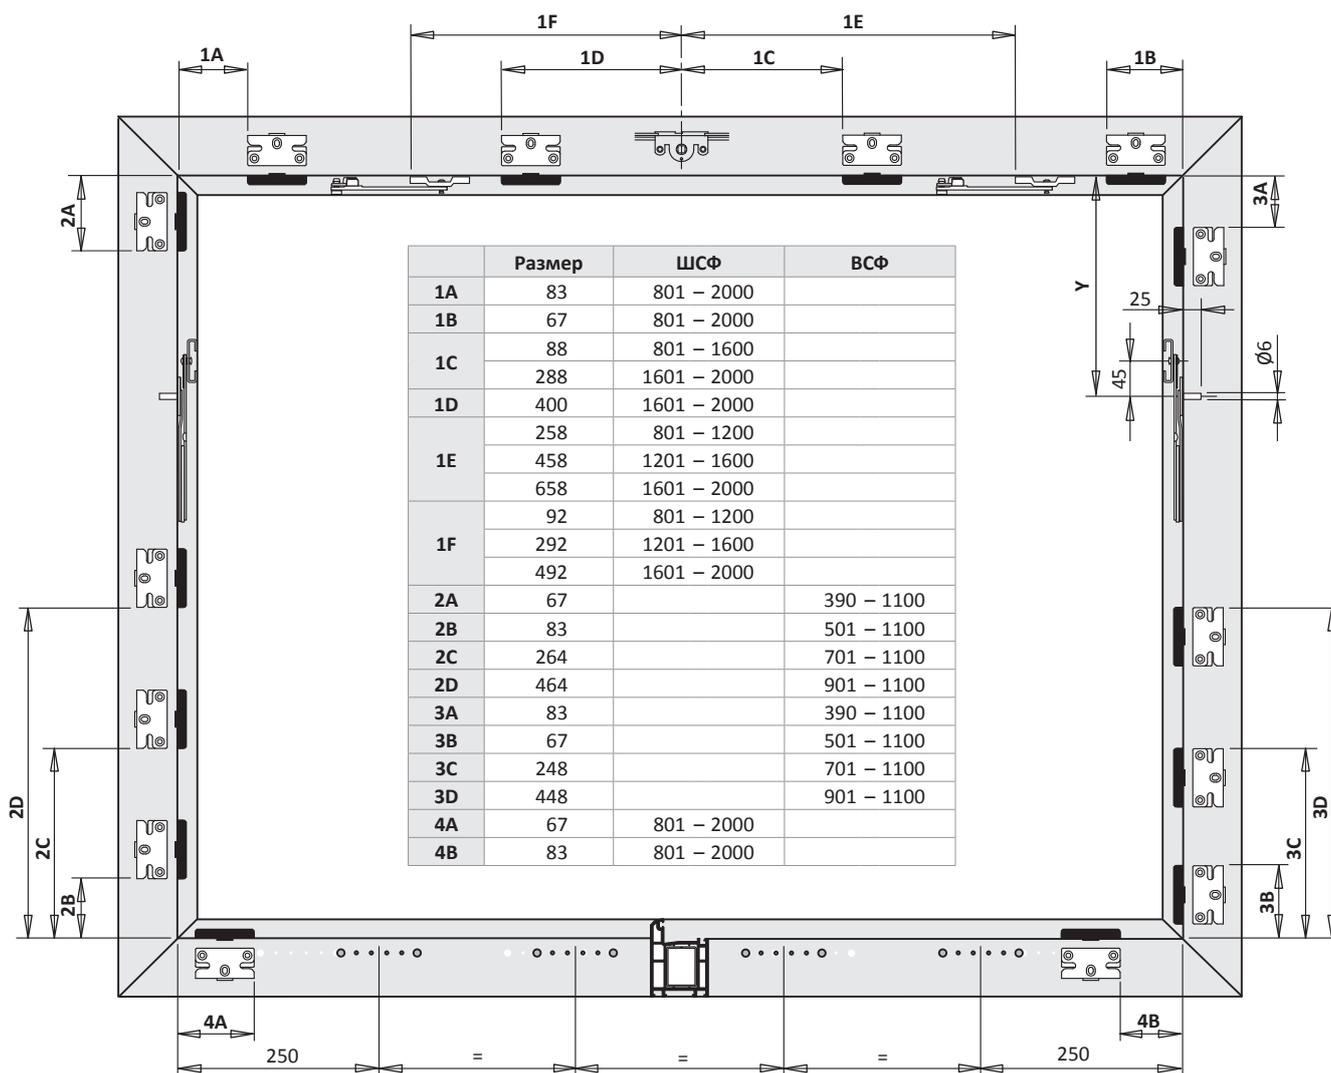 1F 1E
1A 1D 1C 1B
2A 3A
Y
25
Ø6
45
Размер ШСФ ВСФ
1A 83 801 – 2000
1B 67 801 – 2000
1C 88 801 – 1600
288 1601 – 2000
1D 400 1601 – 2000
1E 258 801 – 1200
458 1201 – 1600
658 1601 – 2000
1F 92 801 – 1200
292 1201 – 1600
492 1601 – 2000
2A 67 390 – 1100
2B 83 501 – 1100
2C 264 701 – 1100
2D 464 901 – 1100
3A 83 390 – 1100
3B 67 501 – 1100
3C 248 701 – 1100
3D 448 901 – 1100
4A 67 801 – 2000
4B 83 801 – 2000
2D 2C 2B 3B 3C 3D
4A 4B
250 = = = 250